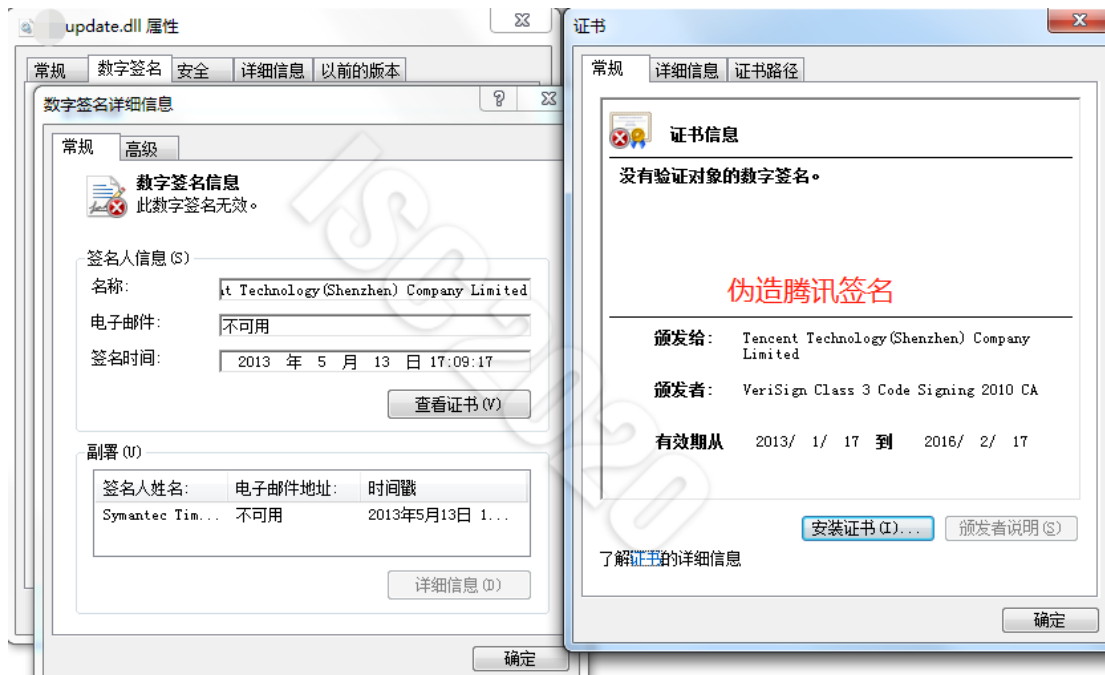 update.dll 属性
常规 数字签名 安全 详细信息 以前的版本
数字签名详细信息
常规 高级
数字签名信息
此数字签名无效。
签名人信息(S)
名称: t Technology(Shenzhen) Company Limited
电子邮件: 不可用
签名时间: 2013 年 5 月 13 日 17:09:17
查看证书(V)
副署(U)
签名人姓名: 电子邮件地址: 时间戳
Symantec Tim... 不可用 2013年5月13日 1...
详细信息(D)
确定
证书
常规 详细信息 证书路径
证书信息
没有验证对象的数字签名。
伪造腾讯签名
颁发给: Tencent Technology(Shenzhen) Company
Limited
颁发者: VeriSign Class 3 Code Signing 2010 CA
有效期从 2013/ 1/ 17 到 2016/ 2/ 17
安装证书(I)... 颁发者说明(S)
了解证书的详细信息
确定
ISC2020